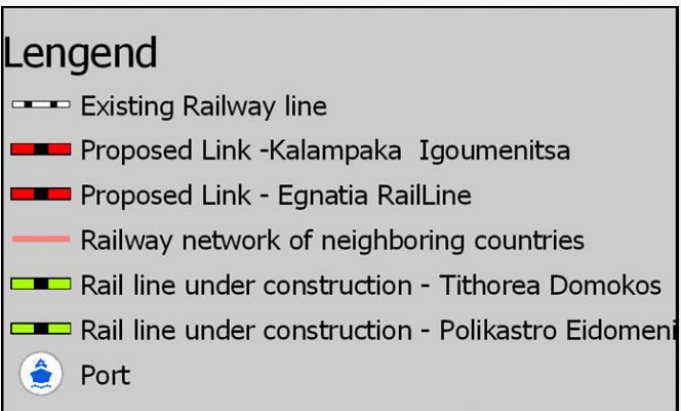 Lengend
Existing Railway line
Proposed Link -Kalampaka Igoumenitsa
Proposed Link - Egnatia RailLine
Railway network of neighboring countries
Rail line under construction - Tithorea Domokos
Rail line under construction - Polikastro Eidomeni
Port